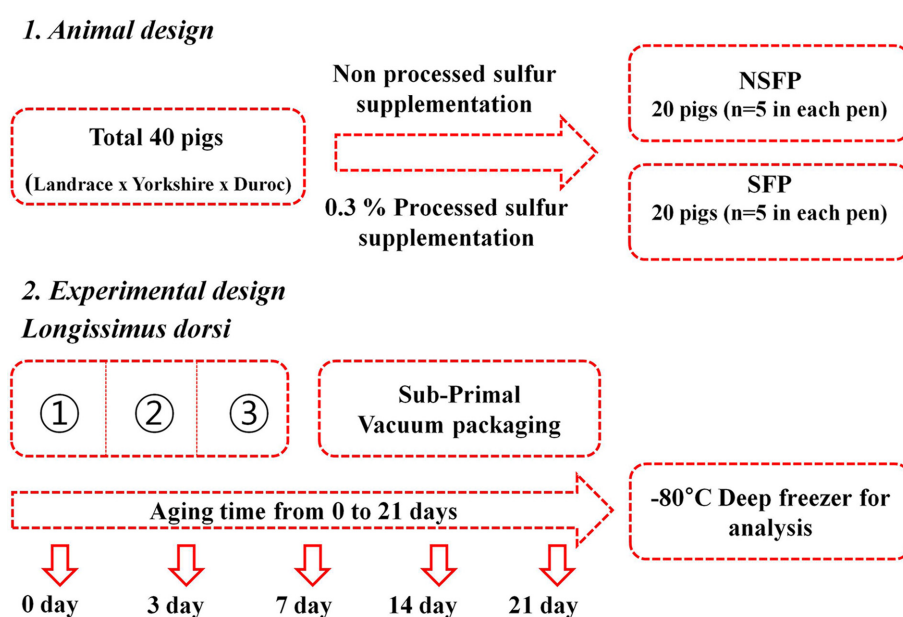 1. Animal design
Total 40 pigs
(Landrace x Yorkshire x Duroc)
Non processed sulfur
supplementation
0.3 % Processed sulfur
supplementation
NSFP
20 pigs (n=5 in each pen)
SFP
20 pigs (n=5 in each pen)
2. Experimental design
Longissimus dorsi
① ② ③
Sub-Primal
Vacuum packaging
Aging time from 0 to 21 days
-80°C Deep freezer for
analysis
0 day 3 day 7 day 14 day 21 day